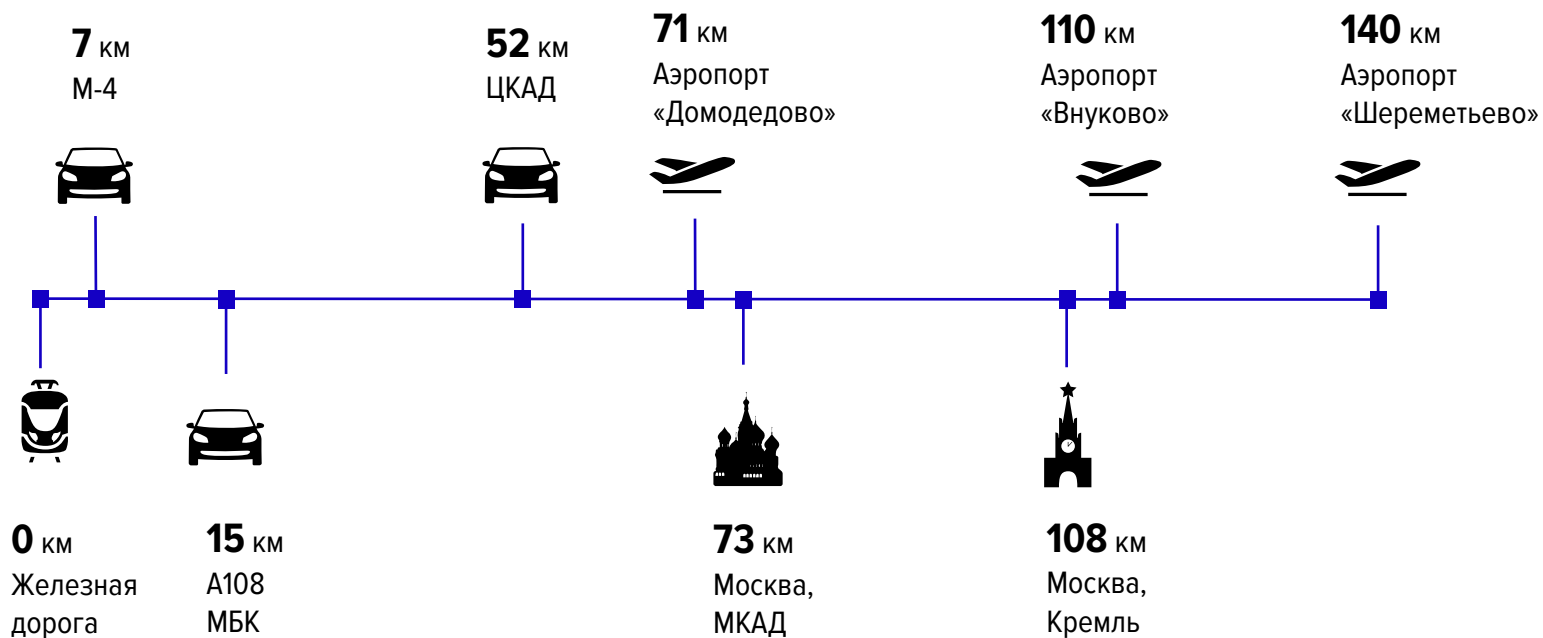 7 км
М-4
52 км
ЦКАД
71 км
Аэропорт
«Домодедово»
110 км
Аэропорт
«Внуково»
140 км
Аэропорт
«Шереметьево»
0 км
Железная
дорога
15 км
А108
МБК
73 км
Москва,
МКАД
108 км
Москва,
Кремль